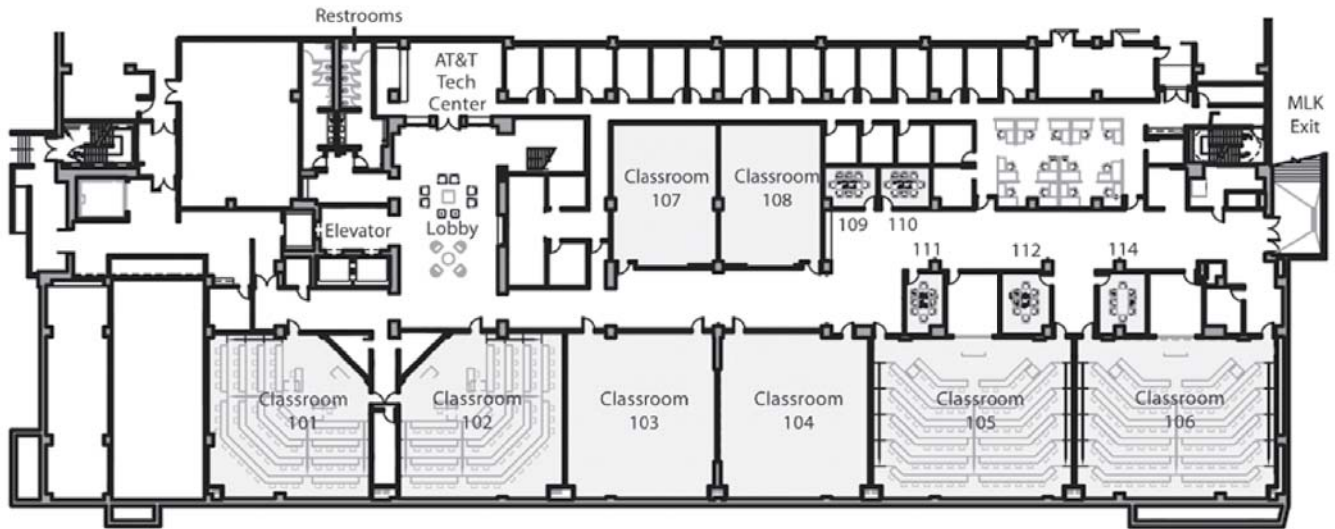 Restrooms
AT&T
Tech
Center
MLK
Exit
Classroom
107
Classroom
108
109
110
Elevator
Lobby
111
112
114
Classroom
101
Classroom
102
Classroom
103
Classroom
104
Classroom
105
Classroom
106